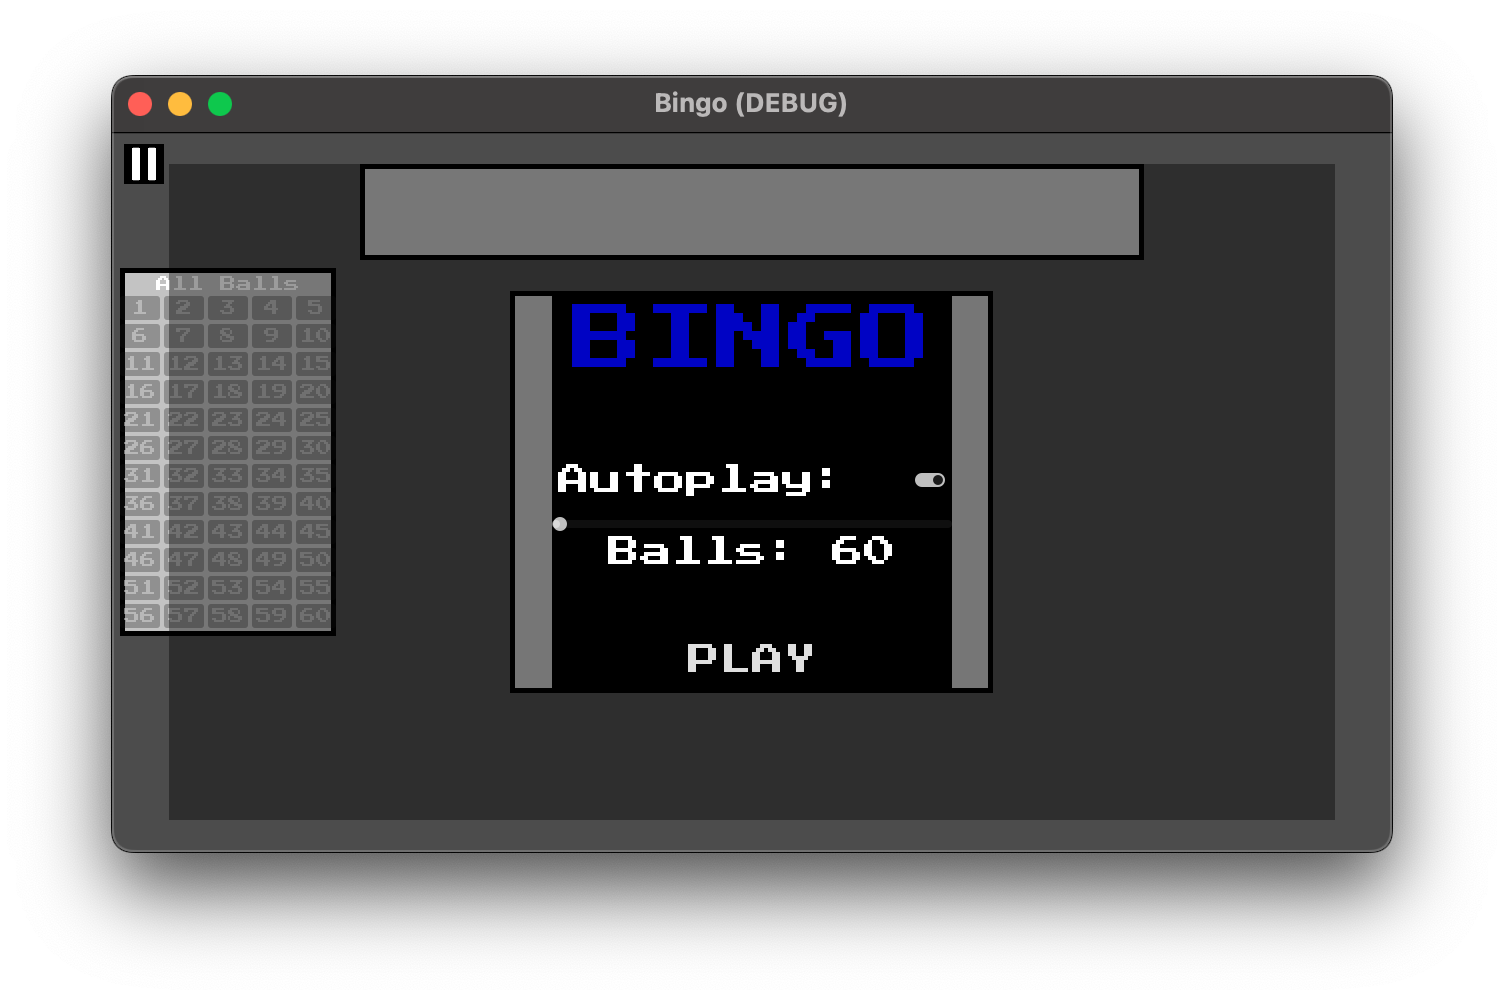 Bingo (DEBUG)
All Balls
1 2 3 4 5
6 7 8 9 10
11 12 13 14 15
16 17 18 19 20
21 22 23 24 25
26 27 28 29 30
31 32 33 34 35
36 37 38 39 40
41 42 43 44 45
46 47 48 49 50
51 52 53 54 55
56 57 58 59 60
BINGO
Autoplay:
Balls: 60
PLAY